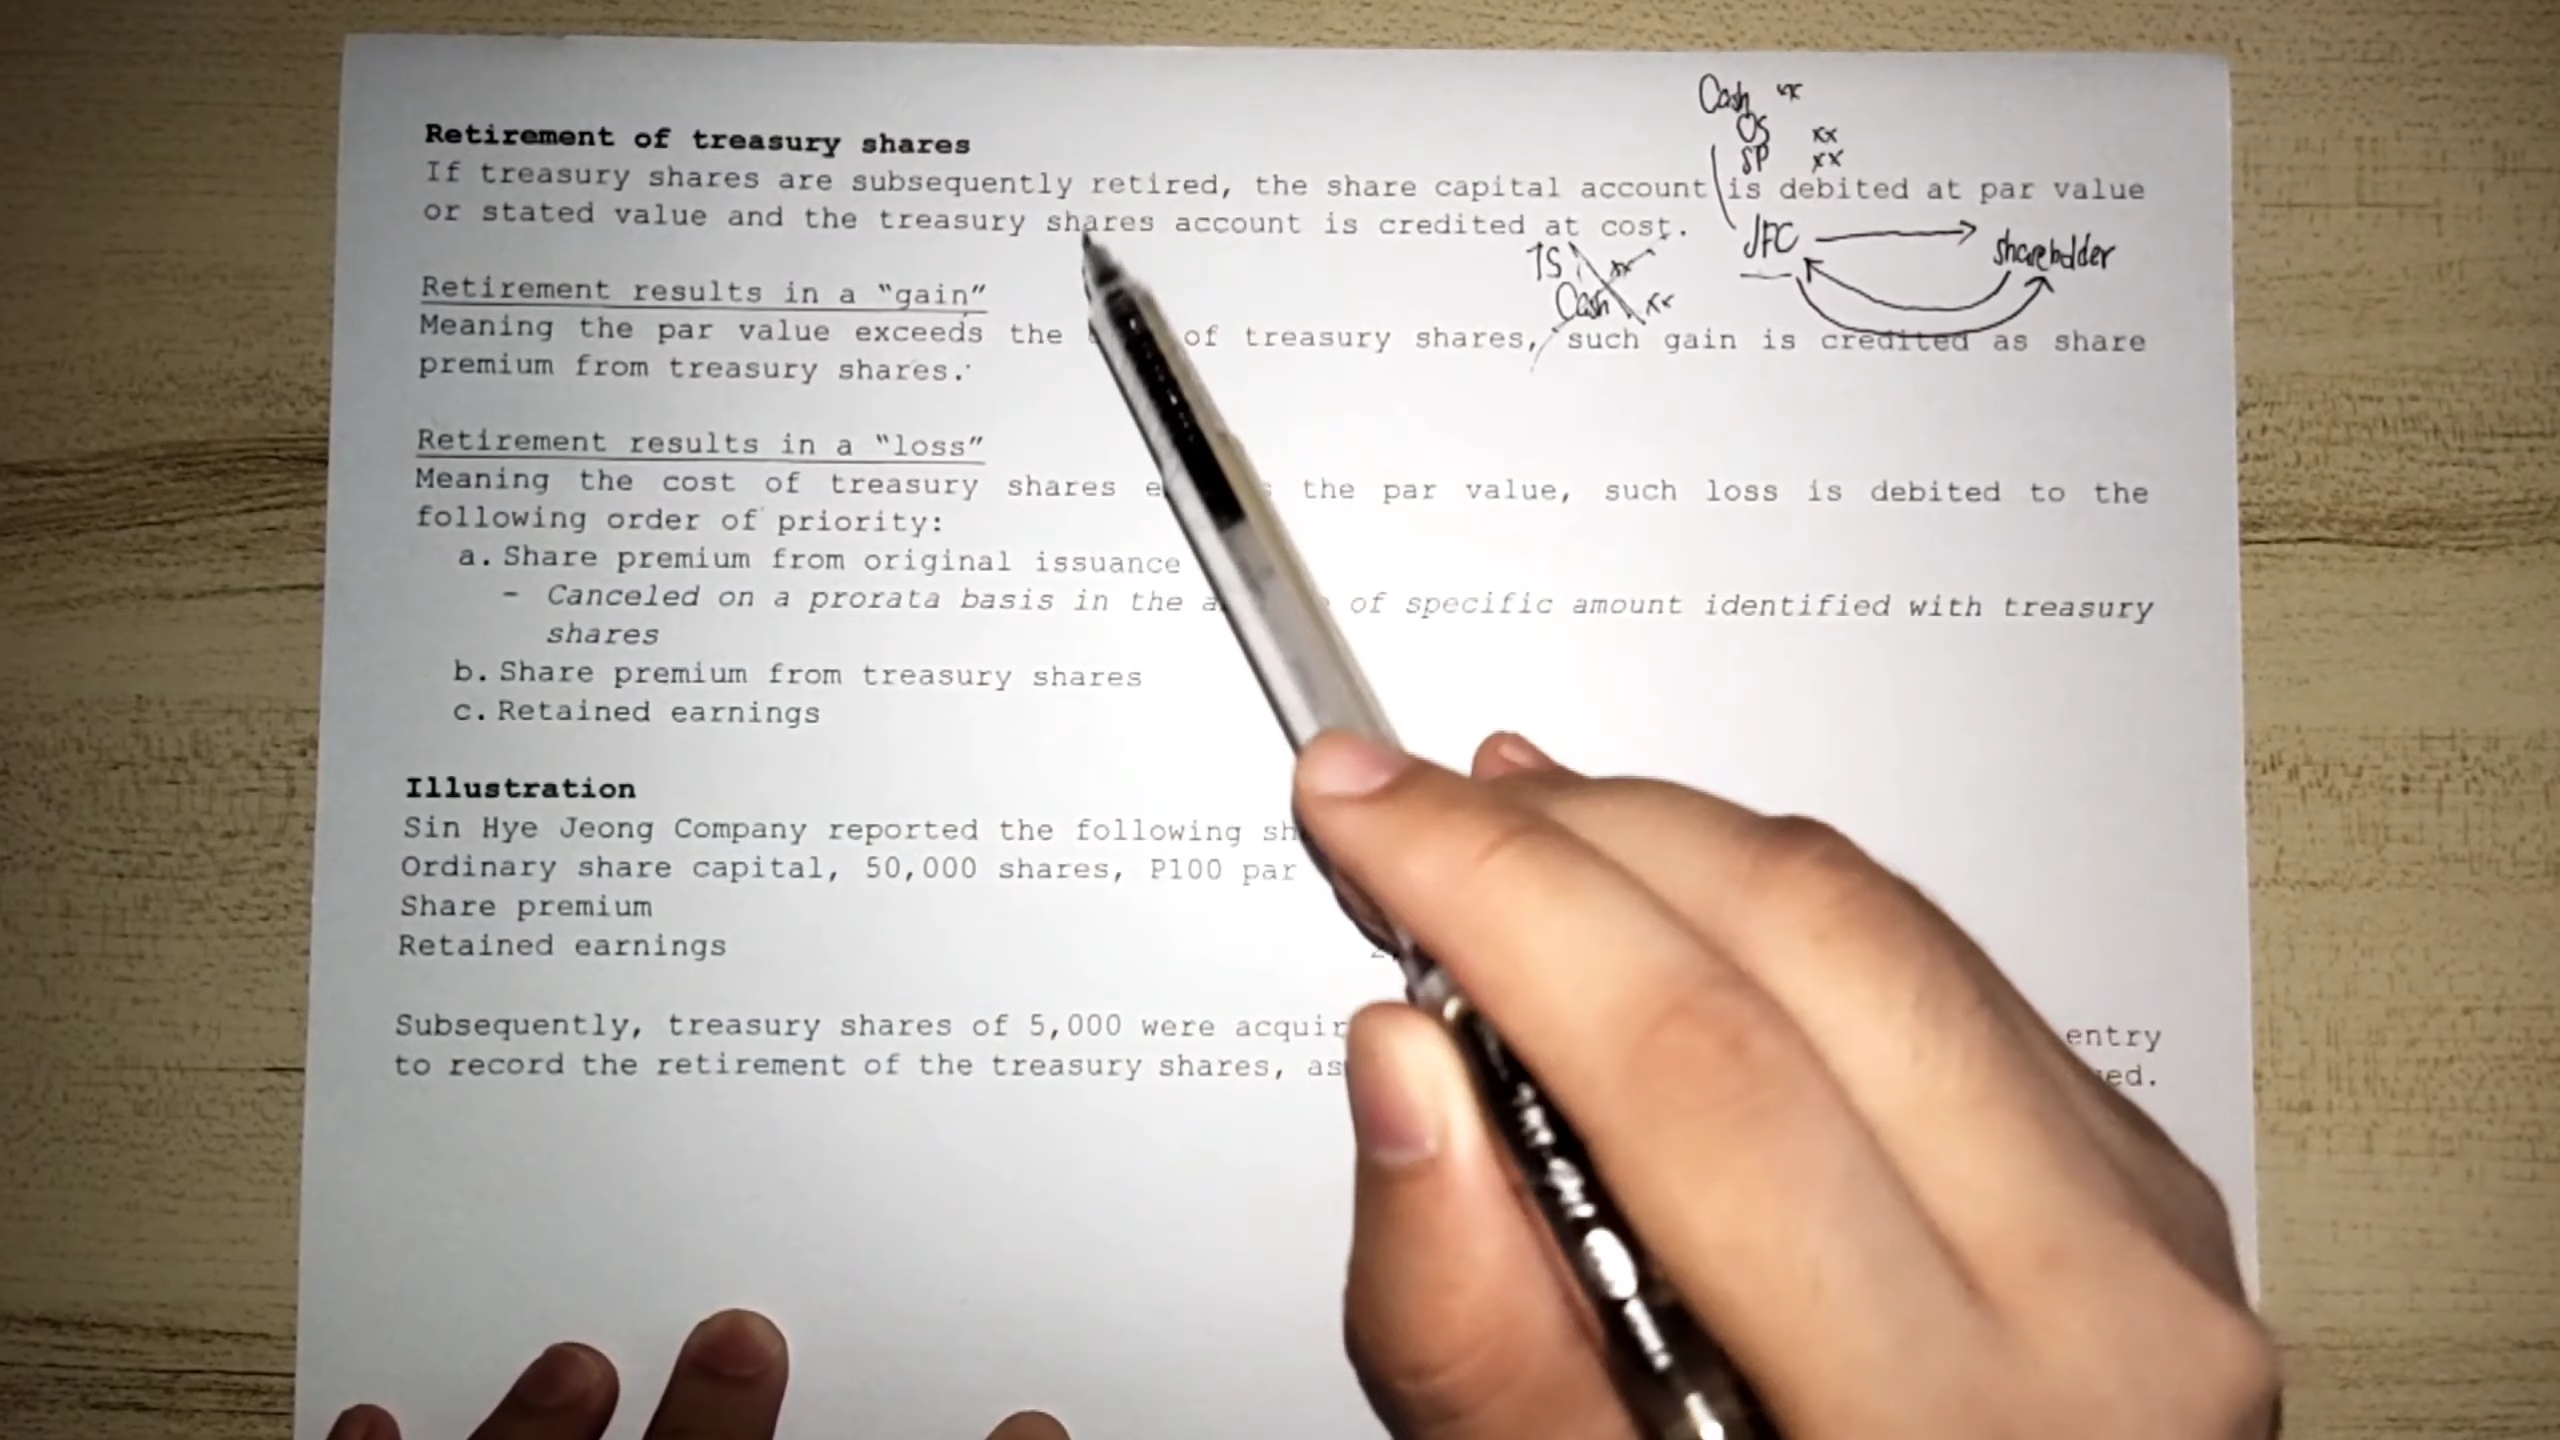 Cash xx
OS xx
SP xx
Retirement of treasury shares
If treasury shares are subsequently retired, the share capital account is debited at par value
or stated value and the treasury shares account is credited at cost.
JFC shareholder
TS xx
Cash xx
Retirement results in a “gain”
Meaning the par value exceeds the of treasury shares, such gain is credited as share
premium from treasury shares.
Retirement results in a “loss”
Meaning the cost of treasury shares the par value, such loss is debited to the
following order of priority:
a. Share premium from original issuance
- Canceled on a prorata basis in the of specific amount identified with treasury
shares
b. Share premium from treasury shares
c. Retained earnings
Illustration
Sin Hye Jeong Company reported the following
Ordinary share capital, 50,000 shares, P100 par
Share premium
Retained earnings
Subsequently, treasury shares of 5,000 were entry
to record the retirement of the treasury shares,